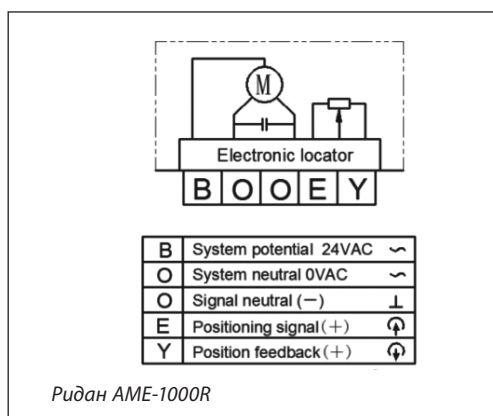 M
Electronic locator
B O O E Y
B System potential 24VAC ∽
O System neutral 0VAC ∽
O Signal neutral (−) ⊥
E Positioning signal (+)
Y Position feedback (+)
Ридан AME-1000R